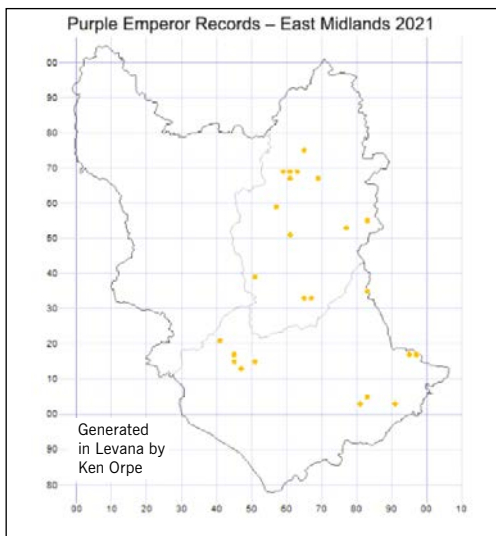 Purple Emperor Records – East Midlands 2021
00
90
80
70
60
50
40
30
20
10
00
90
80
Generated
in Levana by
Ken Orpe
00 10 20 30 40 50 60 70 80 90 00 10